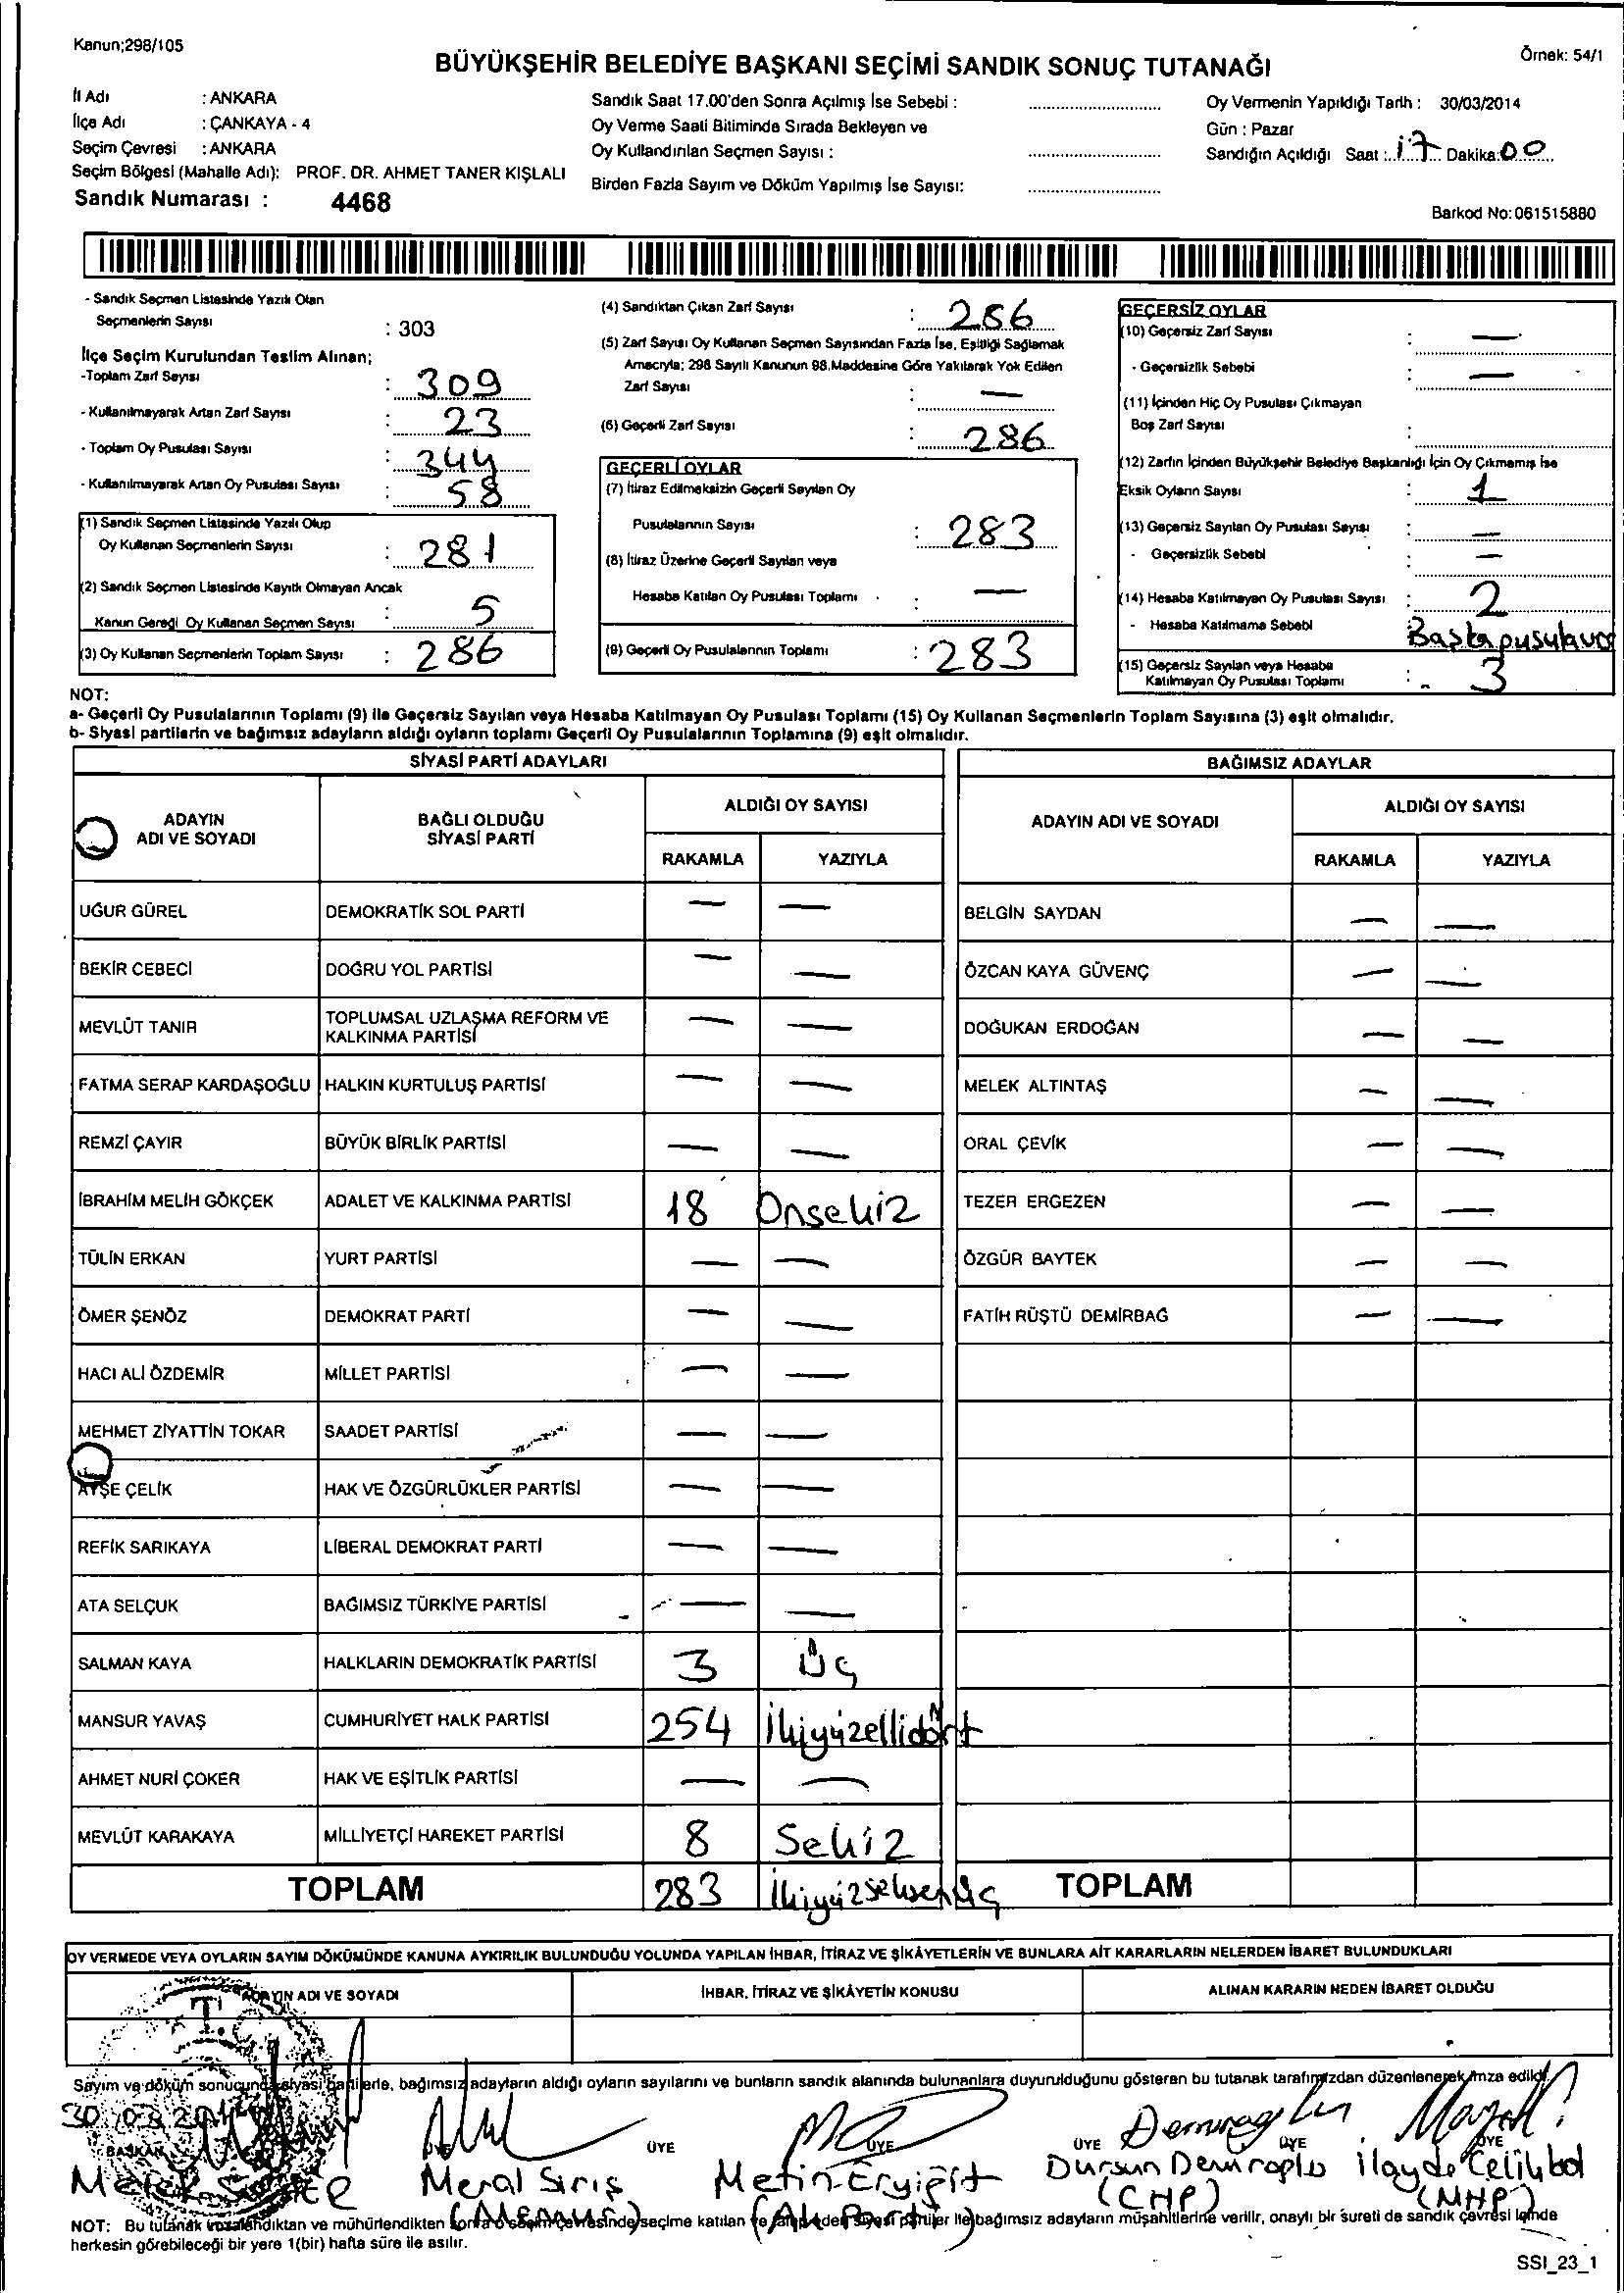 Kanun;298/105
BÜYÜKŞEHİR BELEDİYE BAŞKANI SEÇİMİ SANDIK SONUÇ TUTANAĞI
Örnek: 54/1
İl Adı : ANKARA
İlçe Adı : ÇANKAYA - 4
Seçim Çevresi : ANKARA
Seçim Bölgesi (Mahalle Adı): PROF. DR. AHMET TANER KIŞLALI
Sandık Numarası : 4468
Sandık Saat 17.00'den Sonra Açılmış İse Sebebi :
Oy Verme Saati Bitiminde Sırada Bekleyen ve
Oy Kullandırılan Seçmen Sayısı :
Birden Fazla Sayım ve Döküm Yapılmış İse Sayısı:
Oy Vermenin Yapıldığı Tarih : 30/03/2014
Gün : Pazar
Sandığın Açıldığı Saat : 17 Dakika: 00
Barkod No: 061515880
- Sandık Seçmen Listesinde Yazılı Olan
Seçmenlerin Sayısı : 303
İlçe Seçim Kurulundan Teslim Alınan;
-Toplam Zarf Sayısı : 309
- Kullanılmayarak Artan Zarf Sayısı : 23
- Toplam Oy Pusulası Sayısı : 344
- Kullanılmayarak Artan Oy Pusulası Sayısı : 58
(1) Sandık Seçmen Listesinde Yazılı Olup
Oy Kullanan Seçmenlerin Sayısı : 281
(2) Sandık Seçmen Listesinde Kayıtlı Olmayan Ancak
Kanun Gereği Oy Kullanan Seçmen Sayısı : 5
(3) Oy Kullanan Seçmenlerin Toplam Sayısı : 286
(4) Sandıktan Çıkan Zarf Sayısı : 286
(5) Zarf Sayısı Oy Kullanan Seçmen Sayısından Fazla İse, Eşitliği Sağlamak
Amacıyla; 298 Sayılı Kanunun 98.Maddesine Göre Yakılarak Yok Edilen
Zarf Sayısı : —
(6) Geçerli Zarf Sayısı : 286
GEÇERLİ OYLAR
(7) İtiraz Edilmeksizin Geçerli Sayılan Oy
Pusulalarının Sayısı : 283
(8) İtiraz Üzerine Geçerli Sayılan veya
Hesaba Katılan Oy Pusulası Toplamı : —
(9) Geçerli Oy Pusulalarının Toplamı : 283
GEÇERSİZ OYLAR
(10) Geçersiz Zarf Sayısı : —
- Geçersizlik Sebebi : —
(11) İçinden Hiç Oy Pusulası Çıkmayan
Boş Zarf Sayısı :
(12) Zarfın İçinden Büyükşehir Belediye Başkanlığı İçin Oy Çıkmamış İse
Eksik Oyların Sayısı : 1
(13) Geçersiz Sayılan Oy Pusulası Sayısı : —
- Geçersizlik Sebebi : —
(14) Hesaba Katılmayan Oy Pusulası Sayısı : 2
- Hesaba Katılmama Sebebi Başka pusula var
(15) Geçersiz Sayılan veya Hesaba
Katılmayan Oy Pusulası Toplamı : 3
NOT:
a- Geçerli Oy Pusulalarının Toplamı (9) ile Geçersiz Sayılan veya Hesaba Katılmayan Oy Pusulası Toplamı (15) Oy Kullanan Seçmenlerin Toplam Sayısına (3) eşit olmalıdır.
b- Siyasi partilerin ve bağımsız adayların aldığı oyların toplamı Geçerli Oy Pusulalarının Toplamına (9) eşit olmalıdır.
SİYASİ PARTİ ADAYLARI
ADAYIN ADI VE SOYADI BAĞLI OLDUĞU SİYASİ PARTİ ALDIĞI OY SAYISI
RAKAMLA YAZIYLA
UĞUR GÜREL DEMOKRATİK SOL PARTİ — —
BEKİR CEBECİ DOĞRU YOL PARTİSİ — —
MEVLÜT TANIR TOPLUMSAL UZLAŞMA REFORM VE KALKINMA PARTİSİ — —
FATMA SERAP KARDAŞOĞLU HALKIN KURTULUŞ PARTİSİ — —
REMZİ ÇAYIR BÜYÜK BİRLİK PARTİSİ — —
İBRAHİM MELİH GÖKÇEK ADALET VE KALKINMA PARTİSİ 18 Onsekiz
TÜLİN ERKAN YURT PARTİSİ — —
ÖMER ŞENÖZ DEMOKRAT PARTİ — —
HACI ALİ ÖZDEMİR MİLLET PARTİSİ — —
MEHMET ZİYATTİN TOKAR SAADET PARTİSİ — —
AYŞE ÇELİK HAK VE ÖZGÜRLÜKLER PARTİSİ — —
REFİK SARIKAYA LİBERAL DEMOKRAT PARTİ — —
ATA SELÇUK BAĞIMSIZ TÜRKİYE PARTİSİ — —
SALMAN KAYA HALKLARIN DEMOKRATİK PARTİSİ 3 Üç
MANSUR YAVAŞ CUMHURİYET HALK PARTİSİ 254 İkiyüzellidört
AHMET NURİ ÇOKER HAK VE EŞİTLİK PARTİSİ — —
MEVLÜT KARAKAYA MİLLİYETÇİ HAREKET PARTİSİ 8 Sekiz
TOPLAM 283 İkiyüzseksenüç
BAĞIMSIZ ADAYLAR
ADAYIN ADI VE SOYADI ALDIĞI OY SAYISI
RAKAMLA YAZIYLA
BELGİN SAYDAN — —
ÖZCAN KAYA GÜVENÇ — —
DOĞUKAN ERDOĞAN — —
MELEK ALTINTAŞ — —
ORAL ÇEVİK — —
TEZER ERGEZEN — —
ÖZGÜR BAYTEK — —
FATİH RÜŞTÜ DEMİRBAĞ — —
TOPLAM
OY VERMEDE VEYA OYLARIN SAYIM DÖKÜMÜNDE KANUNA AYKIRILIK BULUNDUĞU YOLUNDA YAPILAN İHBAR, İTİRAZ VE ŞİKÂYETLERİN VE BUNLARA AİT KARARLARIN NELERDEN İBARET BULUNDUKLARI
ADAYIN ADI VE SOYADI İHBAR, İTİRAZ VE ŞİKÂYETİN KONUSU ALINAN KARARIN NEDEN İBARET OLDUĞU
T.C
Sayım ve döküm sonucunda siyasi partilerle, bağımsız adayların aldığı oyların sayılarını ve bunların sandık alanında bulunanlara duyurulduğunu gösteren bu tutanak tarafımızdan düzenlenerek imza edildi.
30.03.2014
BAŞKAN ÜYE ÜYE ÜYE ÜYE ÜYE ÜYE
Melek Meral Siriş Metin Eryiğit Dursun Demiroğlu İlayda Çelikbol
(Memur) (Ak Parti) (CHP) (MHP)
NOT: Bu tutanak imzalandıktan ve mühürlendikten sonra o seçim çevresinde seçime katılan ve siyasi partiler ile bağımsız adayların müşahitlerine verilir, onaylı bir sureti de sandık çevresi içinde
herkesin görebileceği bir yere 1(bir) hafta süre ile asılır.
SSI_23_1